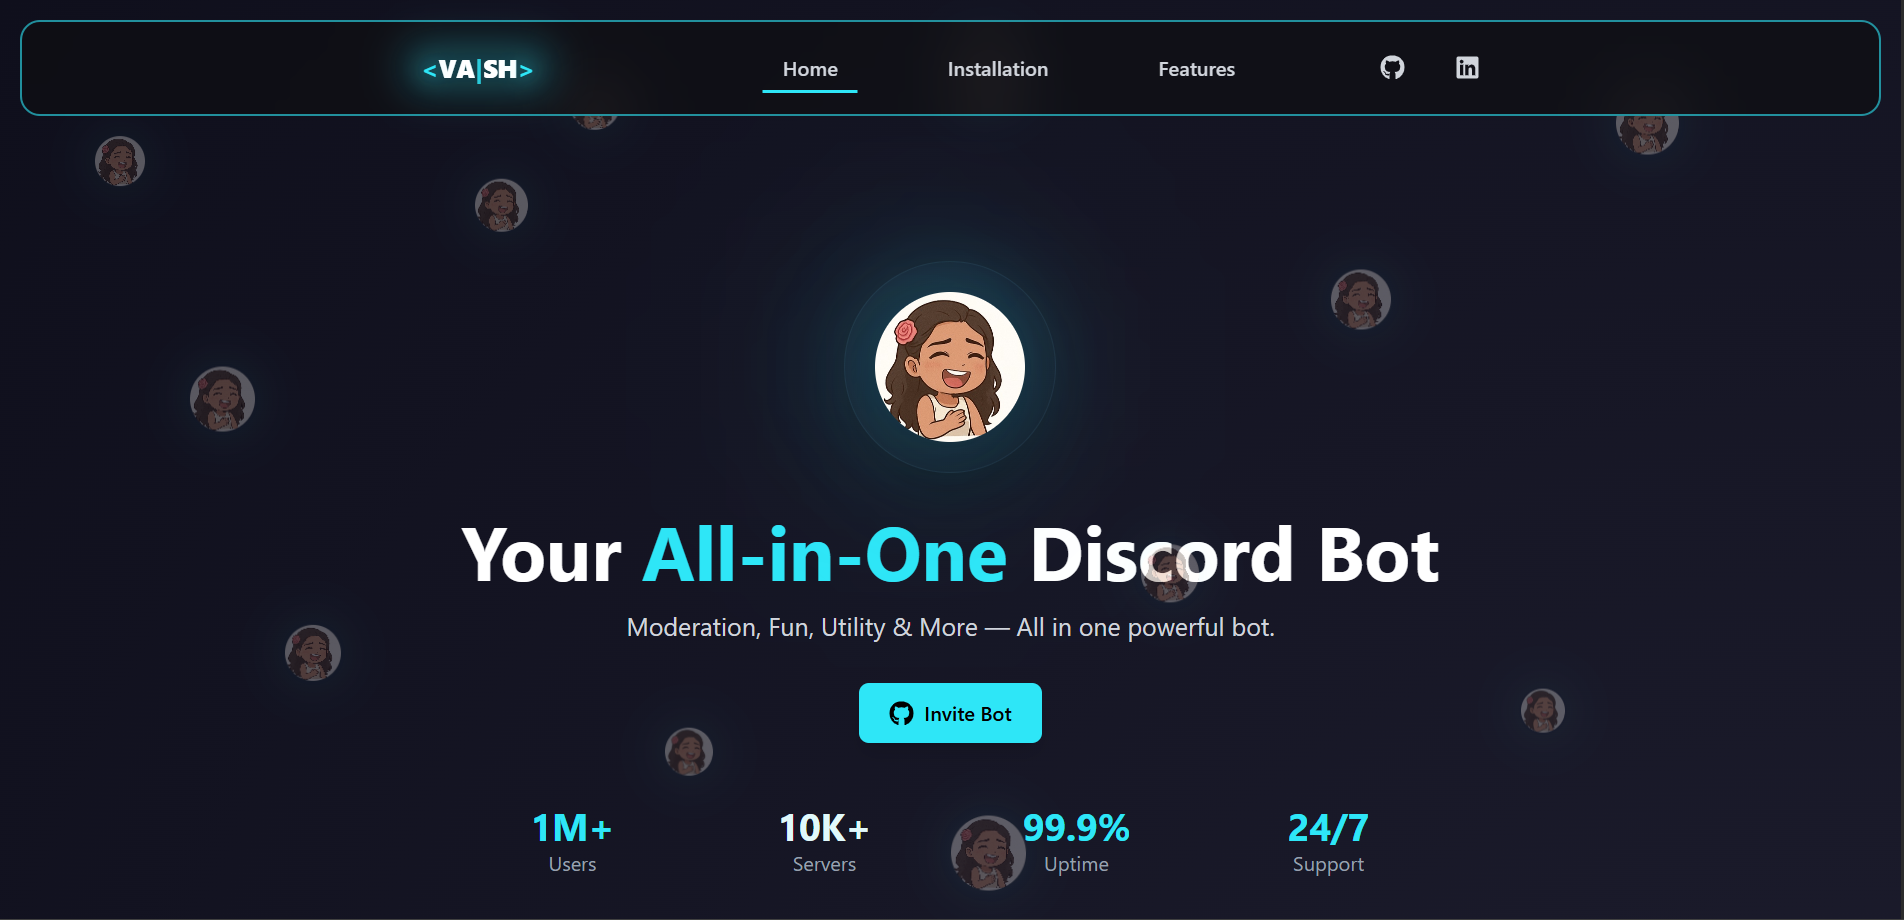 <VA|SH>
Home
Installation
Features
in
Your All-in-One Discord Bot
Moderation, Fun, Utility & More — All in one powerful bot.
Invite Bot
1M+
10K+
99.9%
24/7
Users
Servers
Uptime
Support